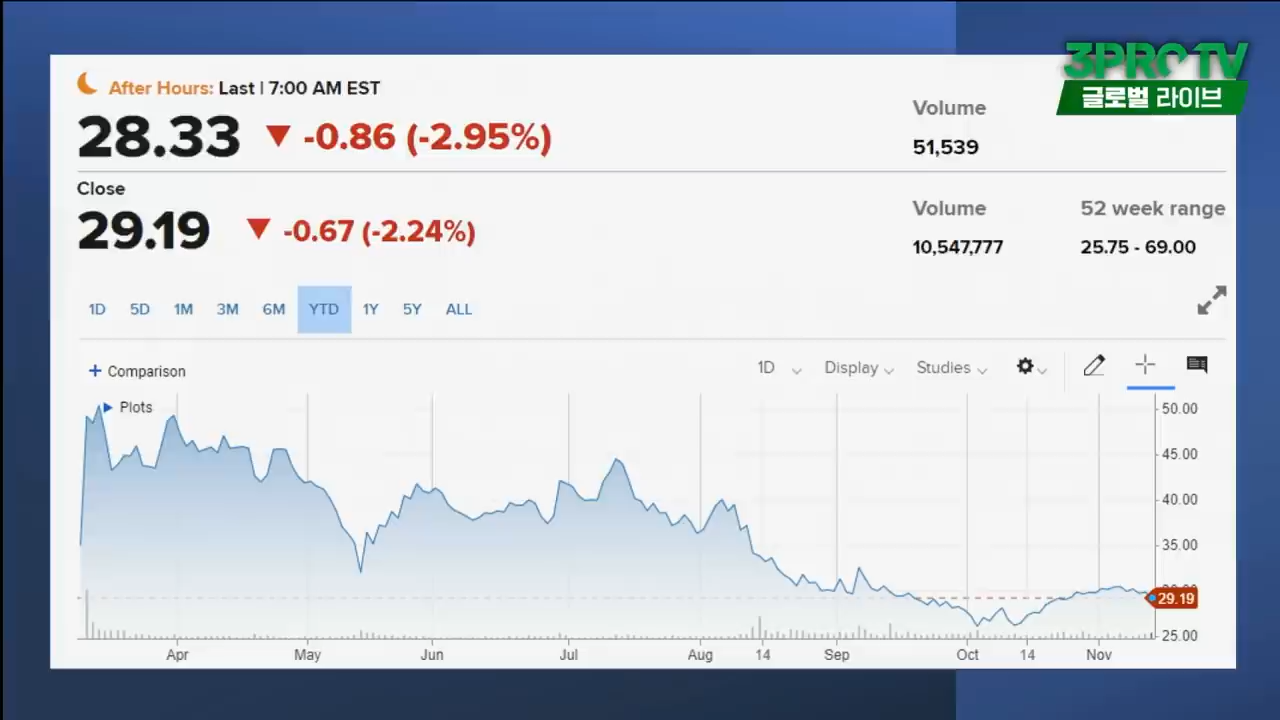 3PRO TV
글로벌 라이브
After Hours: Last | 7:00 AM EST
28.33 ▼ -0.86 (-2.95%)
Volume
51,539
Close
29.19 ▼ -0.67 (-2.24%)
Volume 52 week range
10,547,777 25.75 - 69.00
1D 5D 1M 3M 6M YTD 1Y 5Y ALL
+ Comparison 1D Display Studies
Plots
50.00
45.00
40.00
35.00
30.00
29.19
25.00
Apr May Jun Jul Aug 14 Sep Oct 14 Nov